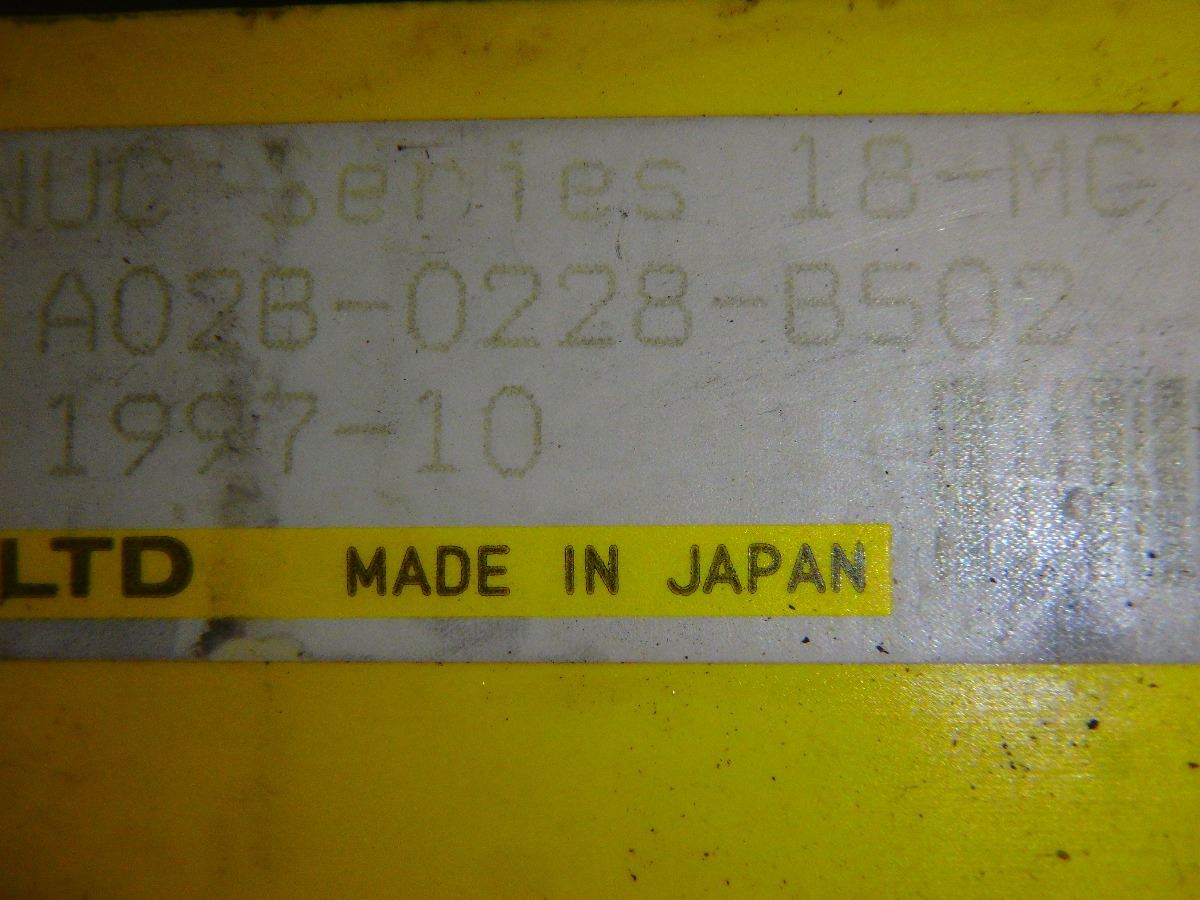 NUC Series 18-MC
A02B-0228-B502
1997-10
LTD MADE IN JAPAN